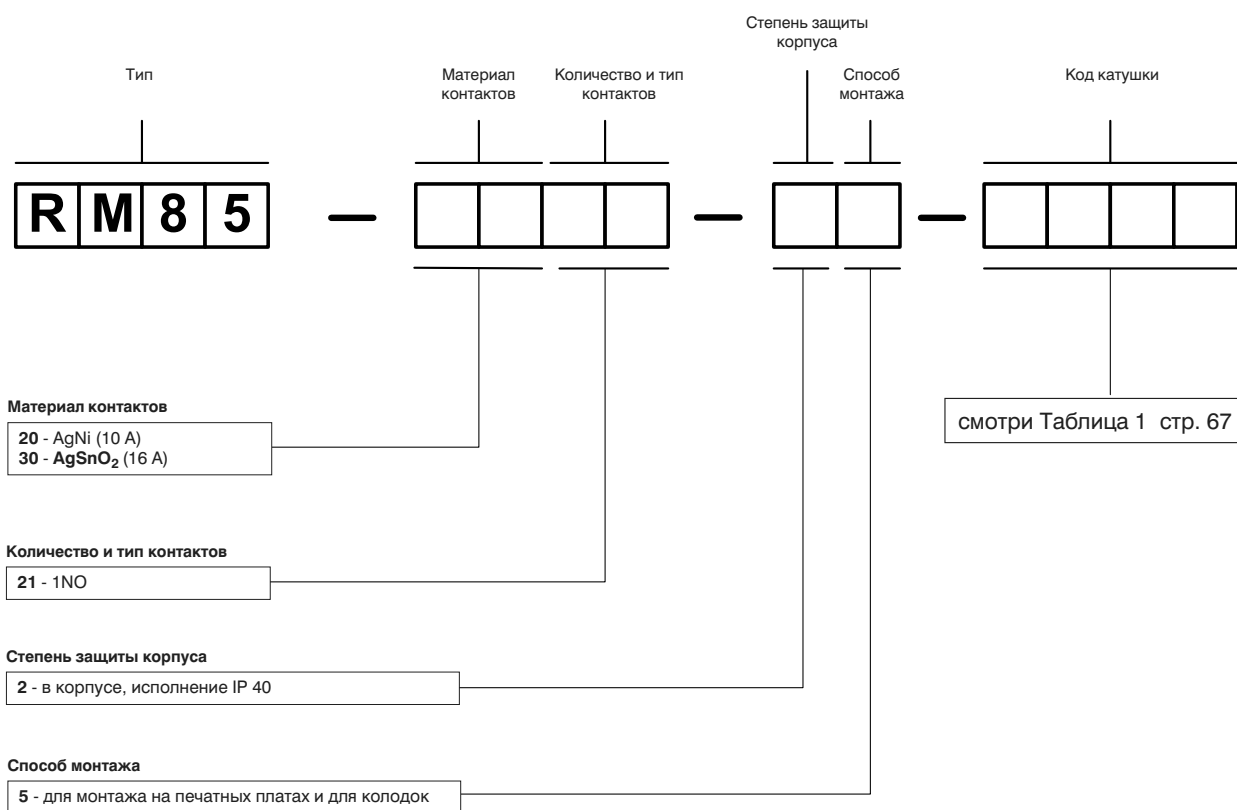 Степень защиты
корпуса
Тип
Материал
контактов
Количество и тип
контактов
Способ
монтажа
Код катушки
RM85 — — —
смотри Таблица 1 стр. 67
Материал контактов
20 - AgNi (10 A)
30 - AgSnO₂ (16 A)
Количество и тип контактов
21 - 1NO
Степень защиты корпуса
2 - в корпусе, исполнение IP 40
Способ монтажа
5 - для монтажа на печатных платах и для колодок